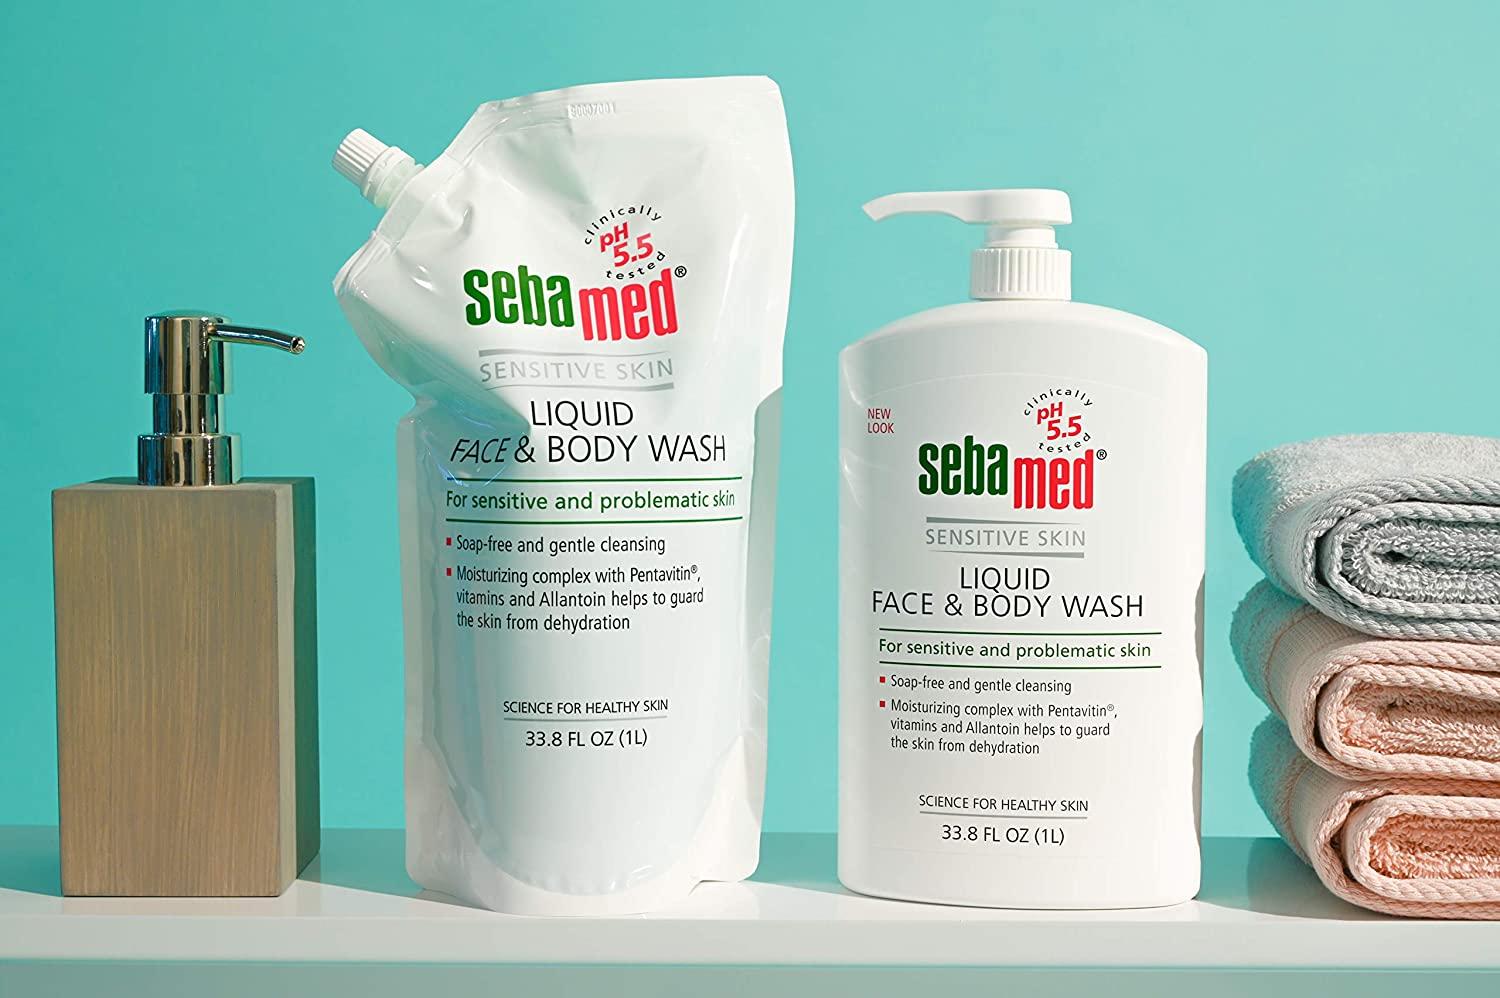 90007001
clinically
pH
5.5
tested
sebamed®
SENSITIVE SKIN
LIQUID
FACE & BODY WASH
For sensitive and problematic skin
Soap-free and gentle cleansing
Moisturizing complex with Pentavitin®,
vitamins and Allantoin helps to guard
the skin from dehydration
SCIENCE FOR HEALTHY SKIN
33.8 FL OZ (1L)
NEW
LOOK
clinically
pH
5.5
tested
sebamed®
SENSITIVE SKIN
LIQUID
FACE & BODY WASH
For sensitive and problematic skin
Soap-free and gentle cleansing
Moisturizing complex with Pentavitin®,
vitamins and Allantoin helps to guard
the skin from dehydration
SCIENCE FOR HEALTHY SKIN
33.8 FL OZ (1L)